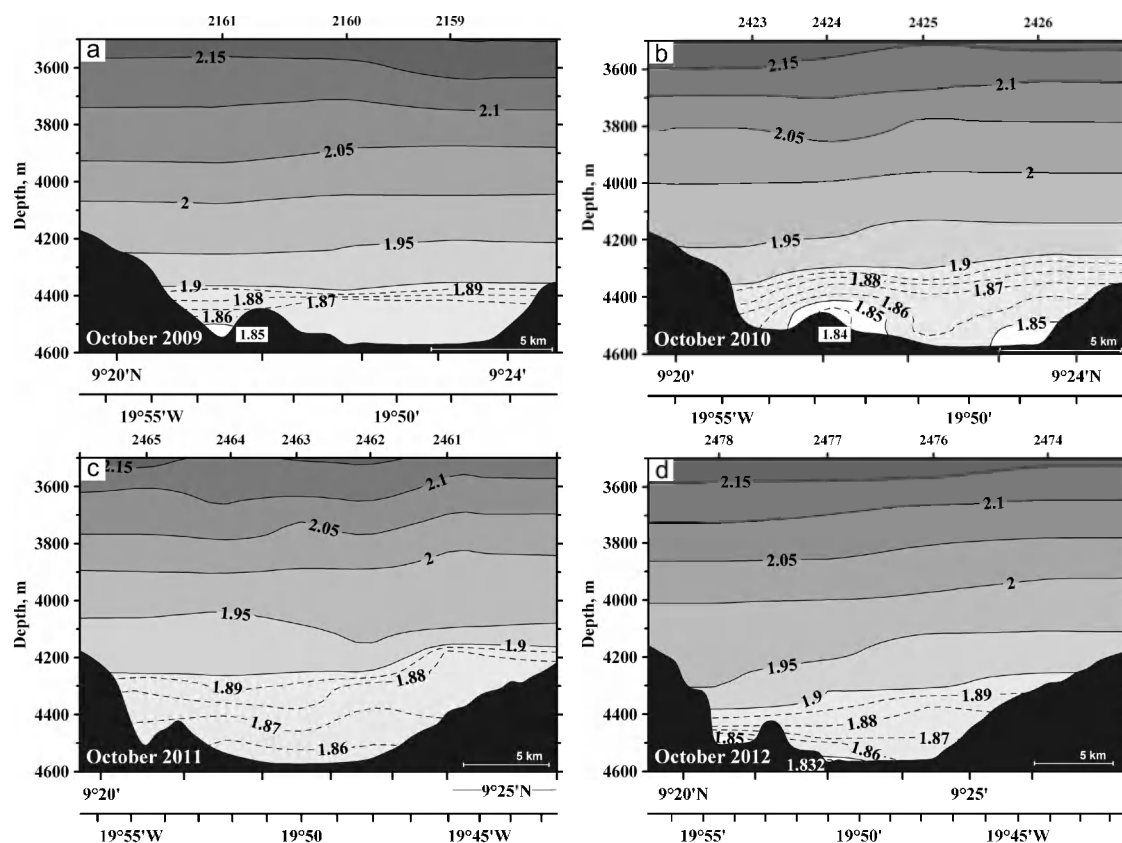 2161 2160 2159
a
3600
3800
4000
4200
4400
4600
Depth, m
2.15
2.1
2.05
2
1.95
1.9
1.89
1.88
1.87
1.86
1.85
October 2009
5 km
9°20'N 9°24'
19°55'W 19°50'
2423 2424 2425 2426
b
3600
3800
4000
4200
4400
4600
Depth, m
2.15
2.1
2.05
2
1.95
1.9
1.88
1.87
1.86
1.85
1.85
1.84
October 2010
5 km
9°20' 9°24'N
19°55'W 19°50'
2465 2464 2463 2462 2461
c
3600
3800
4000
4200
4400
4600
Depth, m
2.15
2.1
2.05
2
1.95
1.9
1.89
1.88
1.87
1.86
October 2011
5 km
9°20' 9°25'N
19°55'W 19°50 19°45'W
2478 2477 2476 2474
d
3600
3800
4000
4200
4400
4600
Depth, m
2.15
2.1
2.05
2
1.95
1.9
1.89
1.88
1.87
1.86
1.85
1.832
October 2012
5 km
9°20'N 9°25'
19°55' 19°50' 19°45'W